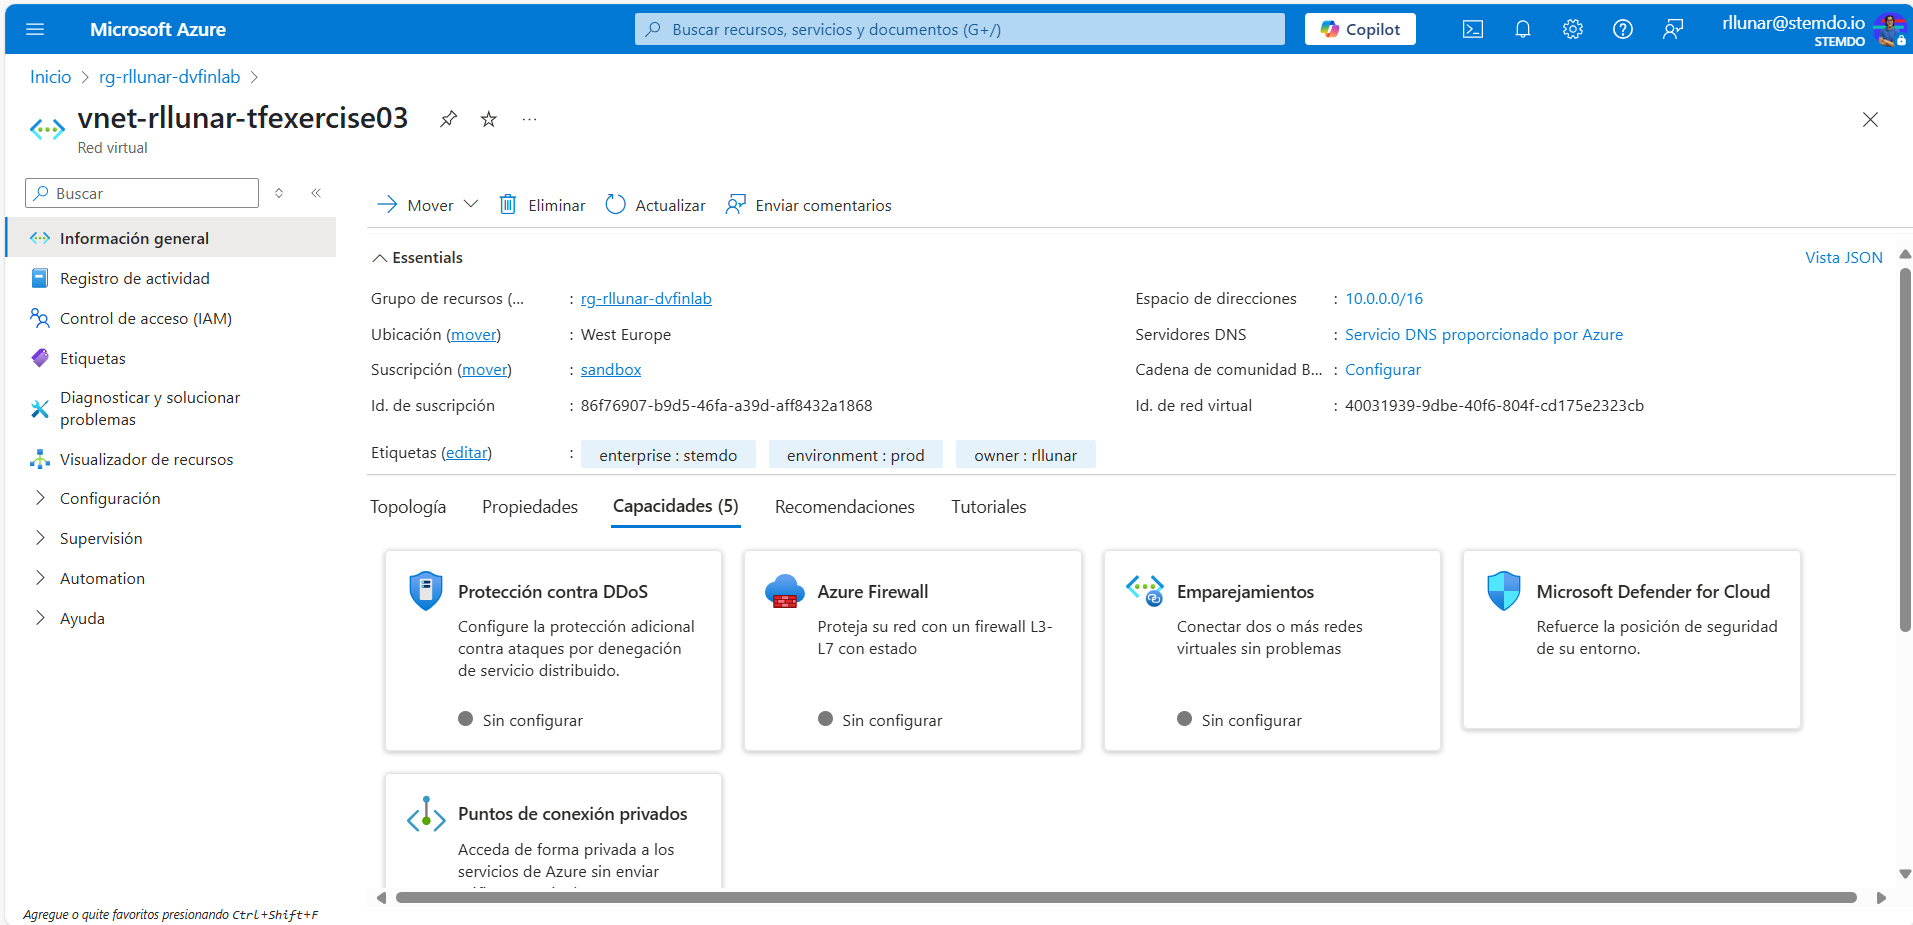 Microsoft Azure
Buscar recursos, servicios y documentos (G+/)
Copilot
rllunar@stemdo.io
STEMDO
Inicio > rg-rllunar-dvfinlab >
vnet-rllunar-tfexercise03
...
Red virtual
Buscar
Información general
Registro de actividad
Control de acceso (IAM)
Etiquetas
Diagnosticar y solucionar
problemas
Visualizador de recursos
Configuración
Supervisión
Automation
Ayuda
Agregue o quite favoritos presionando Ctrl+Shift+F
Mover
Eliminar
Actualizar
Enviar comentarios
Essentials
Vista JSON
Grupo de recursos (... : rg-rllunar-dvfinlab
Ubicación (mover) : West Europe
Suscripción (mover) : sandbox
Id. de suscripción : 86f76907-b9d5-46fa-a39d-aff8432a1868
Espacio de direcciones : 10.0.0.0/16
Servidores DNS : Servicio DNS proporcionado por Azure
Cadena de comunidad B... : Configurar
Id. de red virtual : 40031939-9dbe-40f6-804f-cd175e2323cb
Etiquetas (editar) : enterprise : stemdo environment : prod owner : rllunar
Topología
Propiedades
Capacidades (5)
Recomendaciones
Tutoriales
Protección contra DDoS
Configure la protección adicional
contra ataques por denegación
de servicio distribuido.
Sin configurar
Azure Firewall
Proteja su red con un firewall L3-
L7 con estado
Sin configurar
Emparejamientos
Conectar dos o más redes
virtuales sin problemas
Sin configurar
Microsoft Defender for Cloud
Refuerce la posición de seguridad
de su entorno.
Puntos de conexión privados
Acceda de forma privada a los
servicios de Azure sin enviar